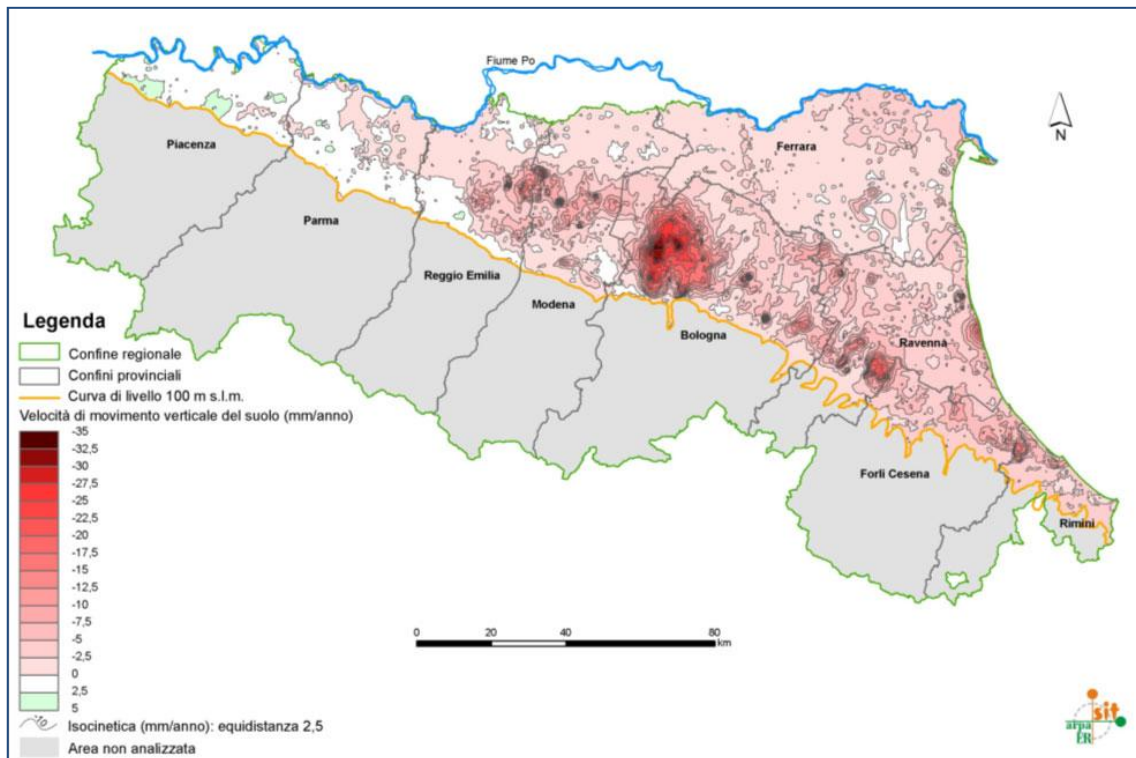 Fiume Po
N
Piacenza
Ferrara
Parma
Reggio Emilia
Modena
Bologna
Ravenna
Forlì Cesena
Rimini
Legenda
Confine regionale
Confini provinciali
Curva di livello 100 m s.l.m.
Velocità di movimento verticale del suolo (mm/anno)
-35
-32,5
-30
-27,5
-25
-22,5
-20
-17,5
-15
-12,5
-10
-7,5
-5
-2,5
0
2,5
5
-10
Isocinetica (mm/anno): equidistanza 2,5
Area non analizzata
0 20 40 80
km
arpa
ER
sit